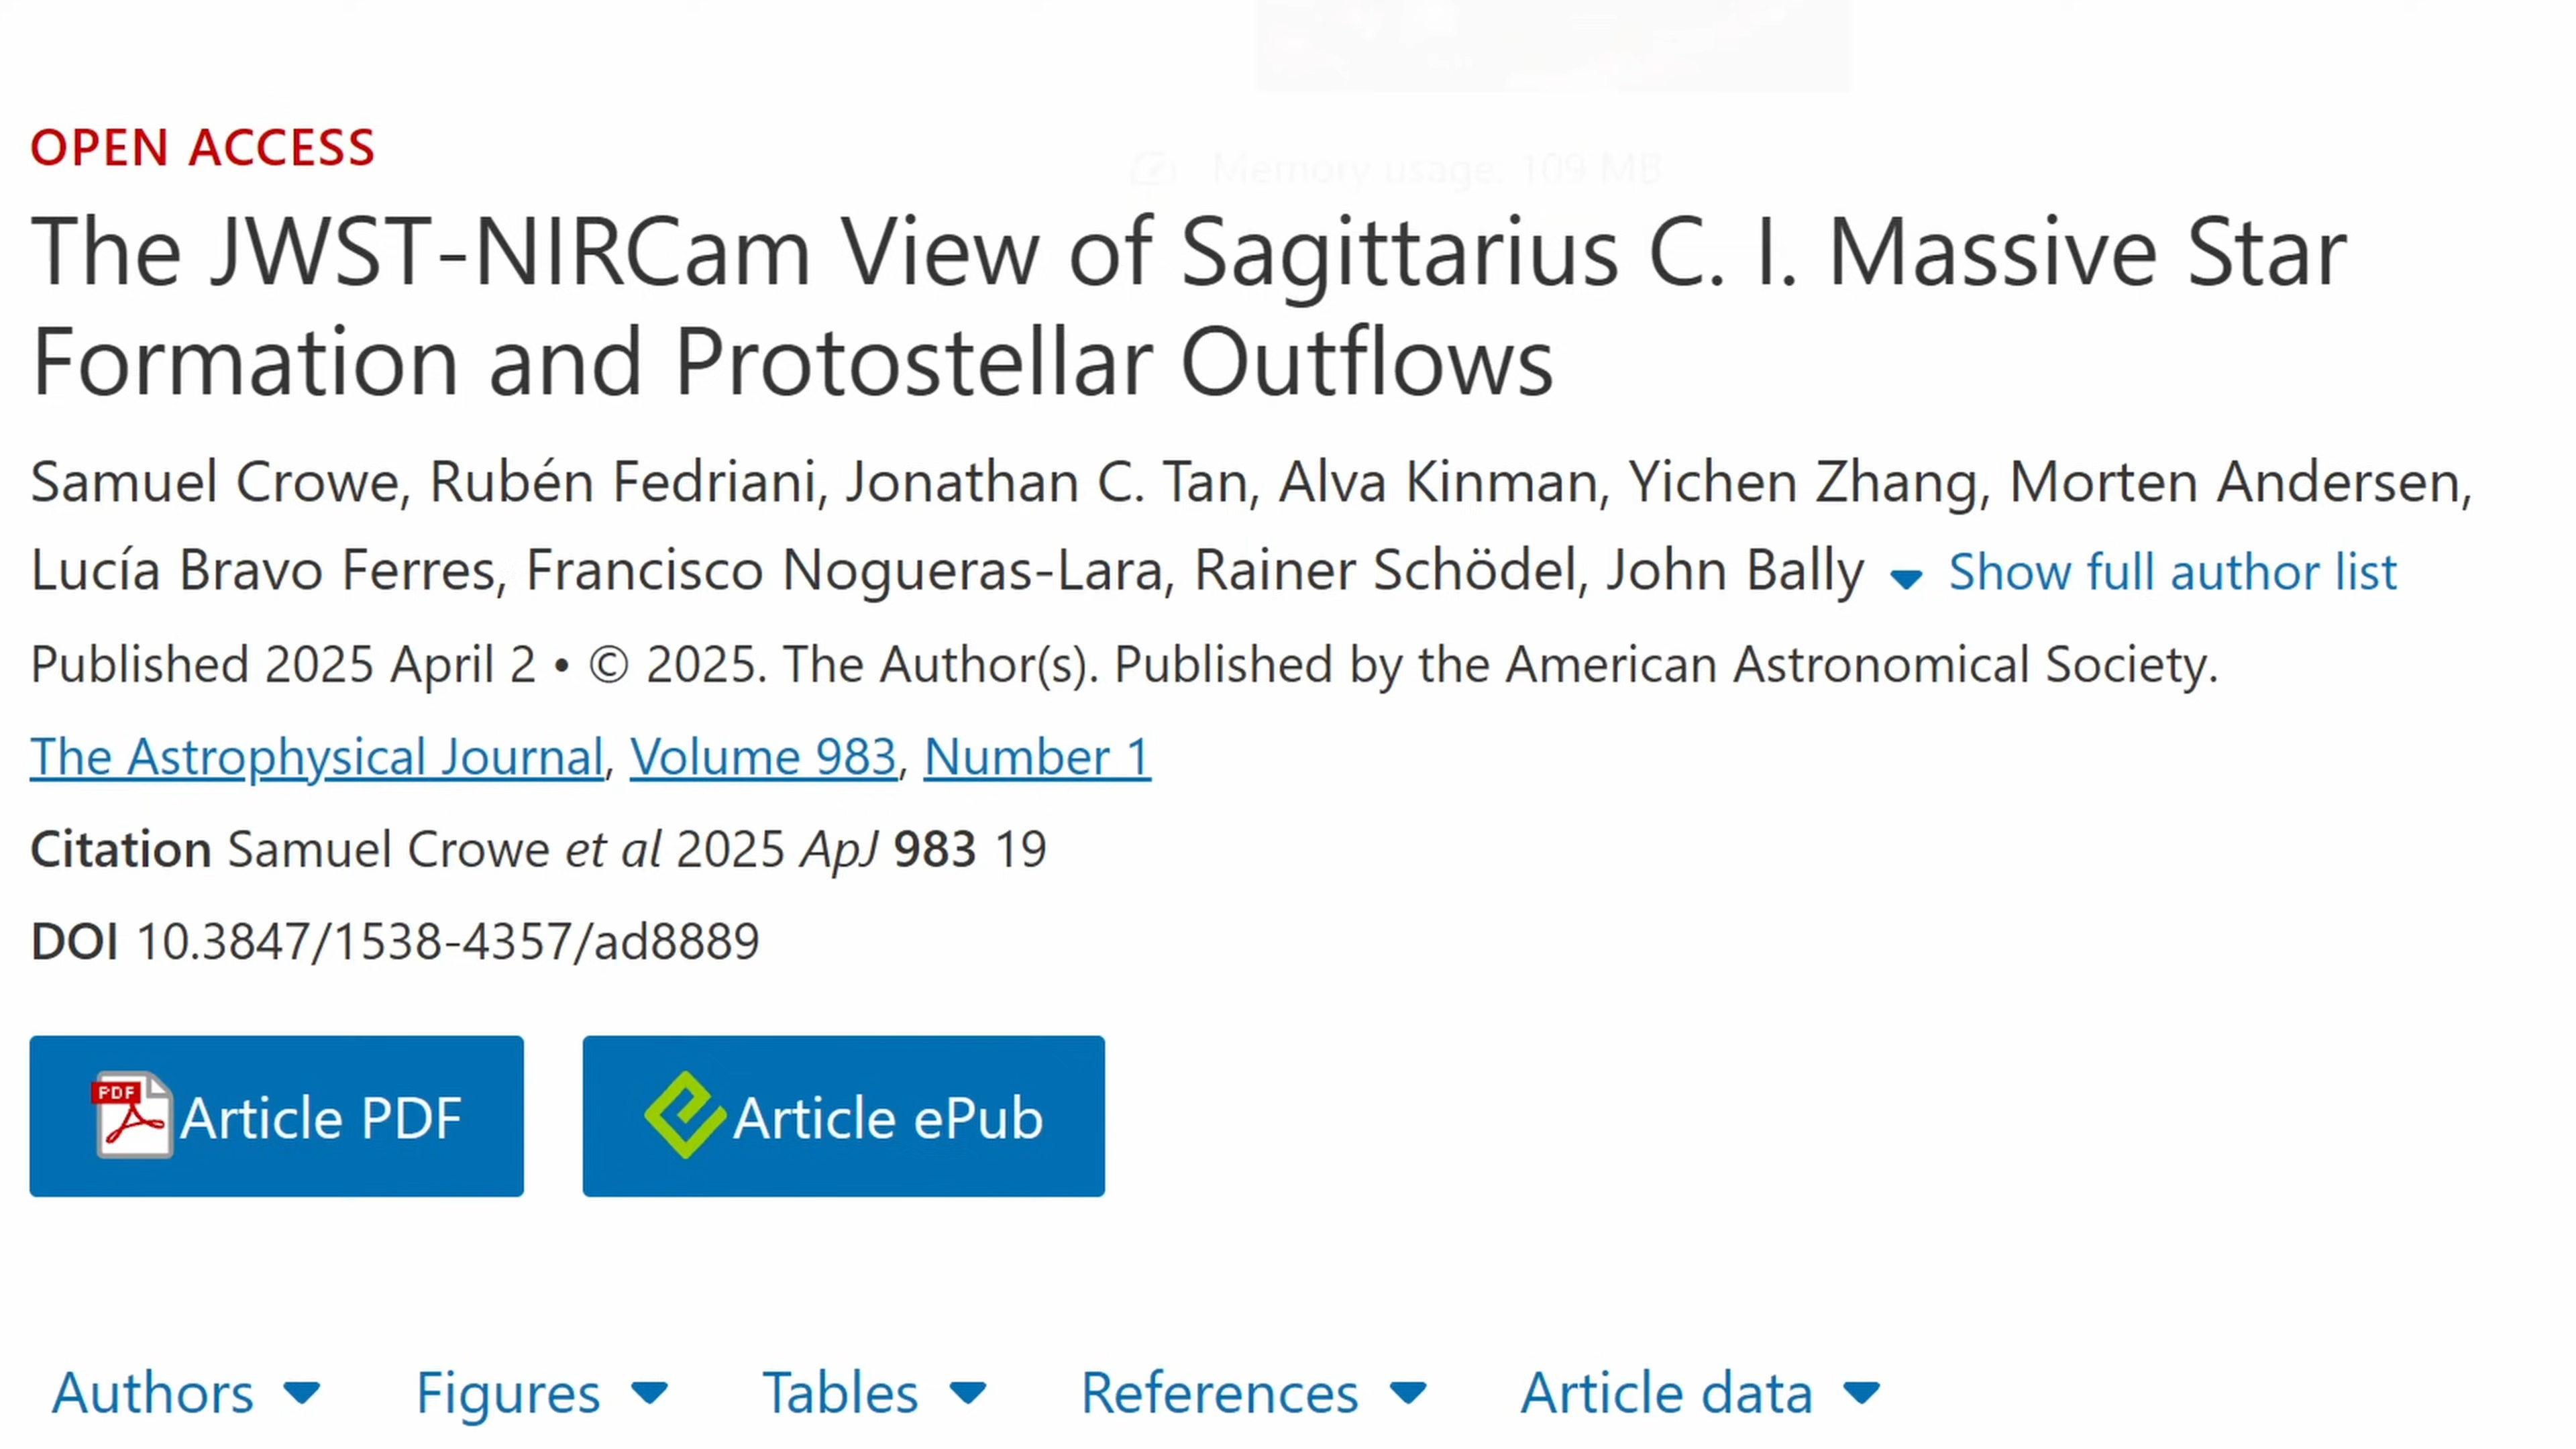 Memory usage: 109 MB
OPEN ACCESS
The JWST-NIRCam View of Sagittarius C. I. Massive Star
Formation and Protostellar Outflows
Samuel Crowe, Rubén Fedriani, Jonathan C. Tan, Alva Kinman, Yichen Zhang, Morten Andersen,
Lucía Bravo Ferres, Francisco Nogueras-Lara, Rainer Schödel, John Bally Show full author list
Published 2025 April 2 • © 2025. The Author(s). Published by the American Astronomical Society.
The Astrophysical Journal, Volume 983, Number 1
Citation Samuel Crowe et al 2025 ApJ 983 19
DOI 10.3847/1538-4357/ad8889
PDF Article PDF
Article ePub
Authors Figures Tables References Article data